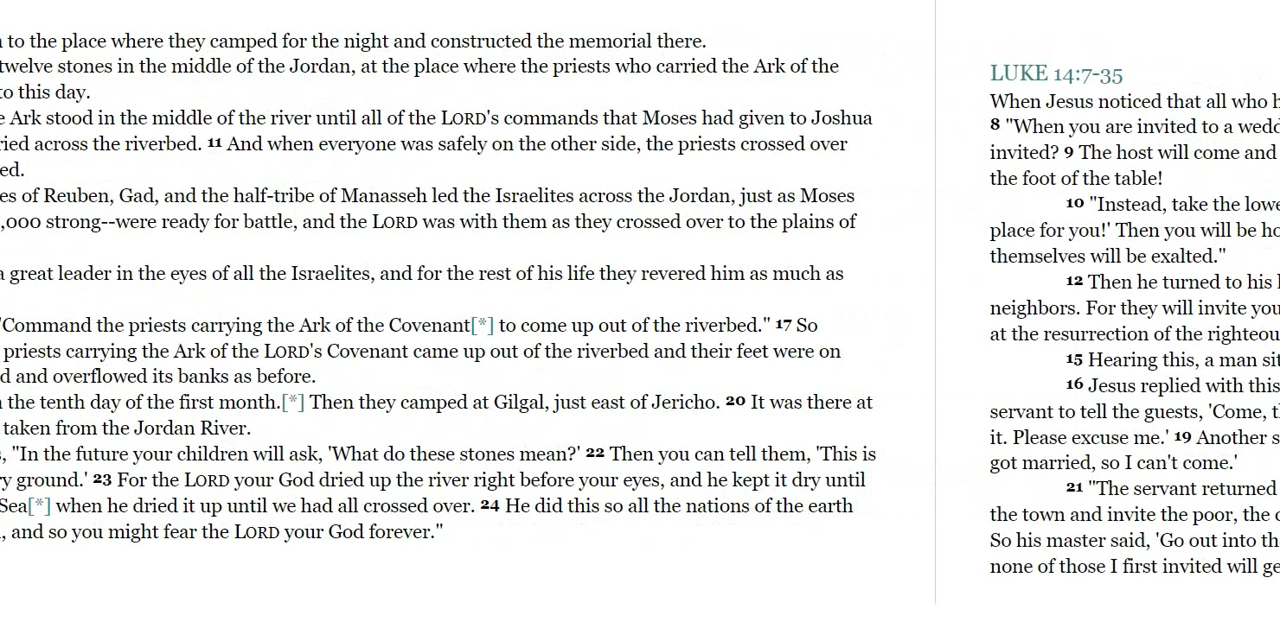 to the place where they camped for the night and constructed the memorial there.
twelve stones in the middle of the Jordan, at the place where the priests who carried the Ark of the
to this day.
Ark stood in the middle of the river until all of the LORD's commands that Moses had given to Joshua
ried across the riverbed. 11 And when everyone was safely on the other side, the priests crossed over
ed.
es of Reuben, Gad, and the half-tribe of Manasseh led the Israelites across the Jordan, just as Moses
,000 strong--were ready for battle, and the LORD was with them as they crossed over to the plains of
a great leader in the eyes of all the Israelites, and for the rest of his life they revered him as much as
"Command the priests carrying the Ark of the Covenant[*] to come up out of the riverbed." 17 So
priests carrying the Ark of the LORD's Covenant came up out of the riverbed and their feet were on
d and overflowed its banks as before.
the tenth day of the first month.[*] Then they camped at Gilgal, just east of Jericho. 20 It was there at
taken from the Jordan River.
, "In the future your children will ask, 'What do these stones mean?' 22 Then you can tell them, 'This is
ry ground.' 23 For the LORD your God dried up the river right before your eyes, and he kept it dry until
Sea[*] when he dried it up until we had all crossed over. 24 He did this so all the nations of the earth
, and so you might fear the LORD your God forever."
LUKE 14:7-35
When Jesus noticed that all who h
8 "When you are invited to a wedd
invited? 9 The host will come and
the foot of the table!
10 "Instead, take the lowe
place for you!' Then you will be ho
themselves will be exalted."
12 Then he turned to his
neighbors. For they will invite you
at the resurrection of the righteou
15 Hearing this, a man sit
16 Jesus replied with this
servant to tell the guests, 'Come, t
it. Please excuse me.' 19 Another s
got married, so I can't come.'
21 "The servant returned
the town and invite the poor, the
So his master said, 'Go out into th
none of those I first invited will ge